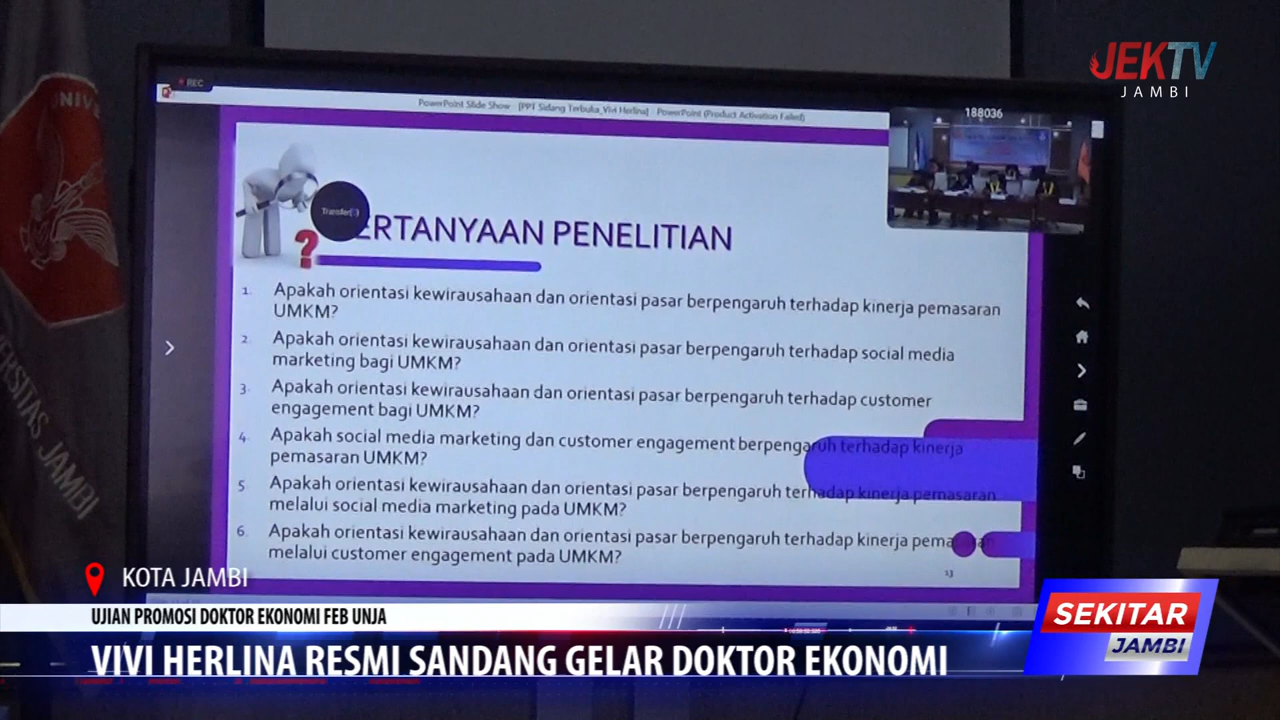 JEKTV
JAMBI
REC
PowerPoint Slide Show - [PPT Sidang Terbuka_Vivi Herlina] - PowerPoint (Product Activation Failed)
188036
UNIVE
ERSITAS JAMBI
?
ERTANYAAN PENELITIAN
1. Apakah orientasi kewirausahaan dan orientasi pasar berpengaruh terhadap kinerja pemasaran
UMKM?
2. Apakah orientasi kewirausahaan dan orientasi pasar berpengaruh terhadap social media
marketing bagi UMKM?
3. Apakah orientasi kewirausahaan dan orientasi pasar berpengaruh terhadap customer
engagement bagi UMKM?
4. Apakah social media marketing dan customer engagement berpengaruh terhadap kinerja
pemasaran UMKM?
5 Apakah orientasi kewirausahaan dan orientasi pasar berpengaruh terhadap kinerja pemasaran
melalui social media marketing pada UMKM?
6. Apakah orientasi kewirausahaan dan orientasi pasar berpengaruh terhadap kinerja pemasaran
melalui customer engagement pada UMKM?
13
KOTA JAMBI
UJIAN PROMOSI DOKTOR EKONOMI FEB UNJA
VIVI HERLINA RESMI SANDANG GELAR DOKTOR EKONOMI
SEKITAR
JAMBI